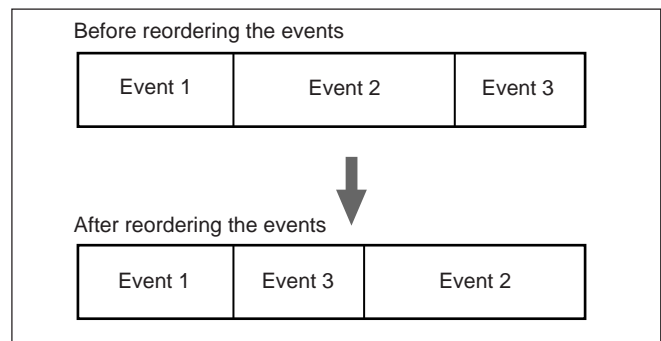 Before reordering the events
Event 1 Event 2 Event 3
After reordering the events
Event 1 Event 3 Event 2